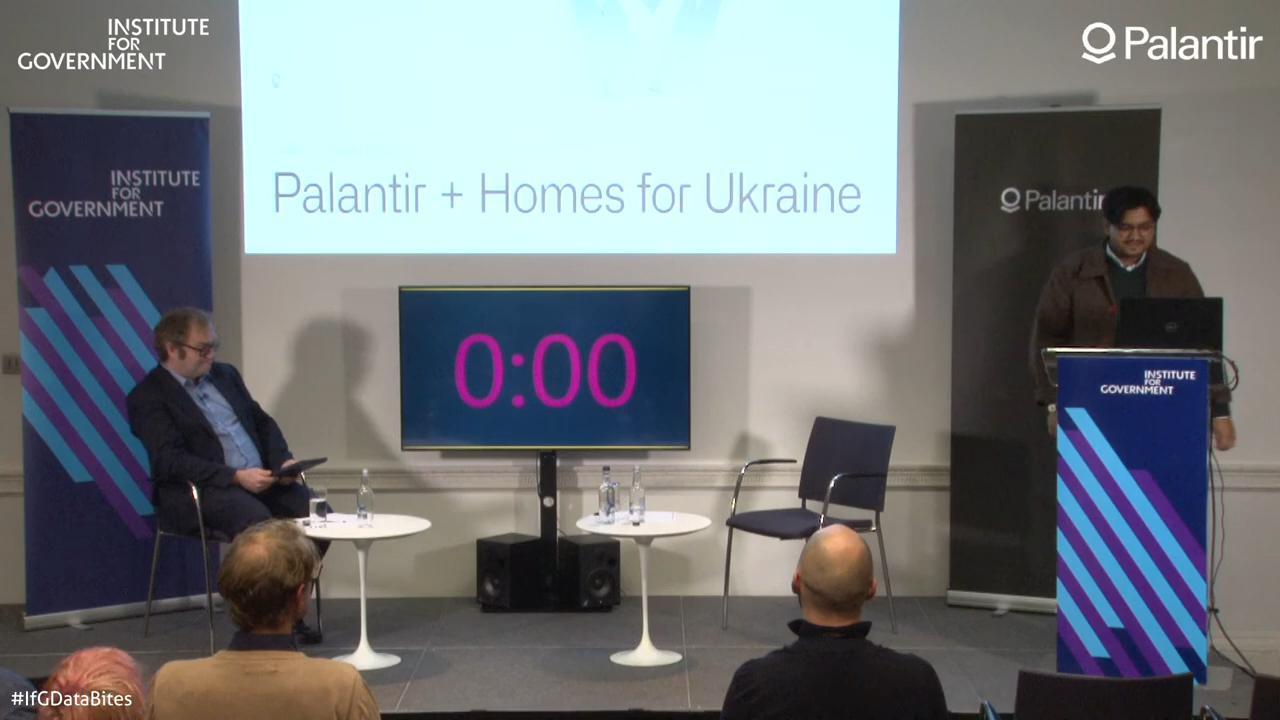 INSTITUTE
FOR
GOVERNMENT
Palantir
Palantir + Homes for Ukraine
INSTITUTE
FOR
GOVERNMENT
Palantir
0:00
INSTITUTE
FOR
GOVERNMENT
#IfGDataBites